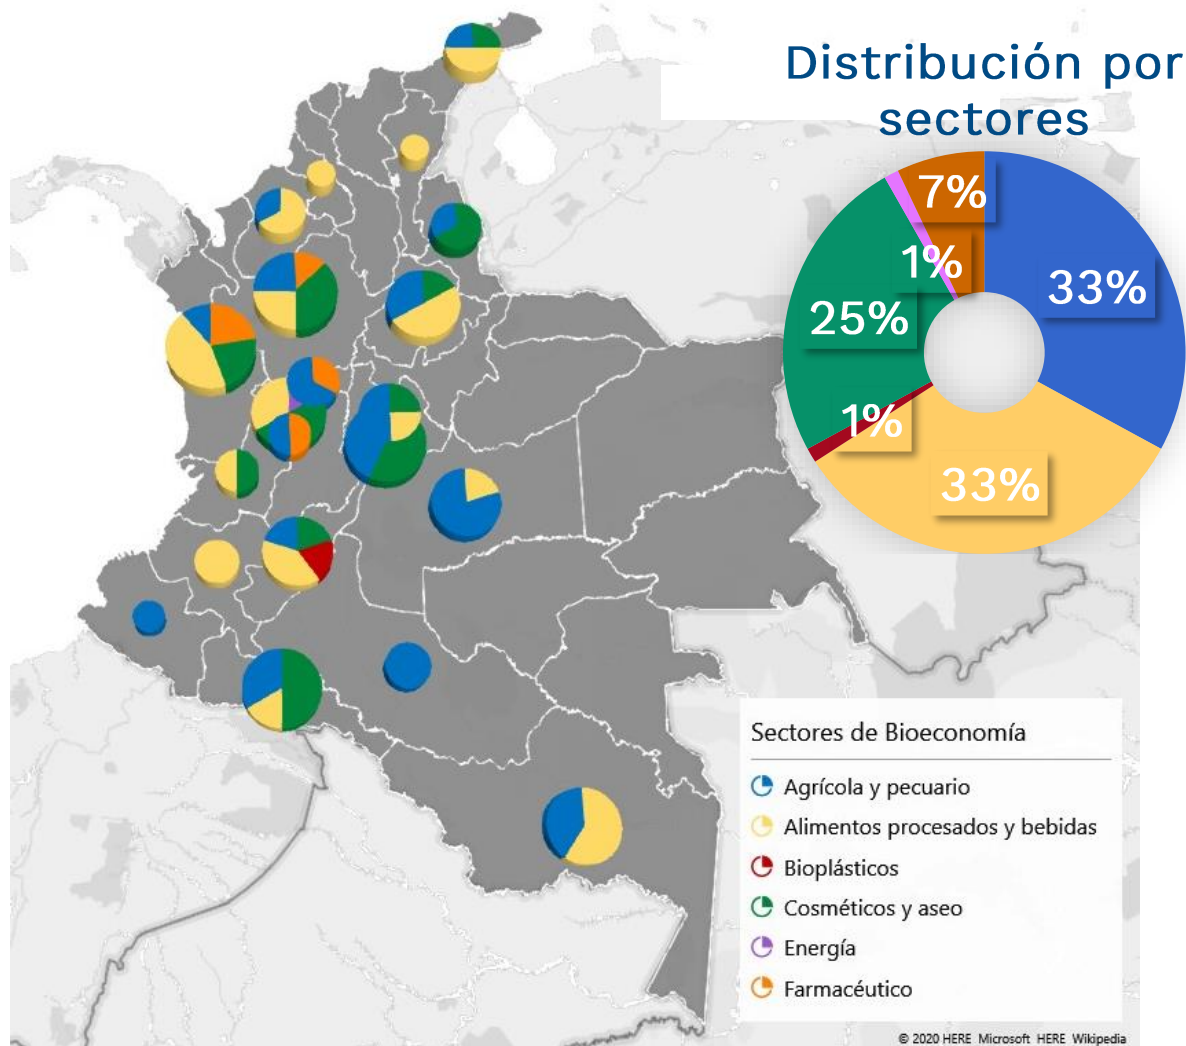 Distribución por
sectores
7%
1%
33%
25%
1%
33%
Sectores de Bioeconomía
Agrícola y pecuario
Alimentos procesados y bebidas
Bioplásticos
Cosméticos y aseo
Energía
Farmacéutico
© 2020 HERE Microsoft HERE Wikipedia